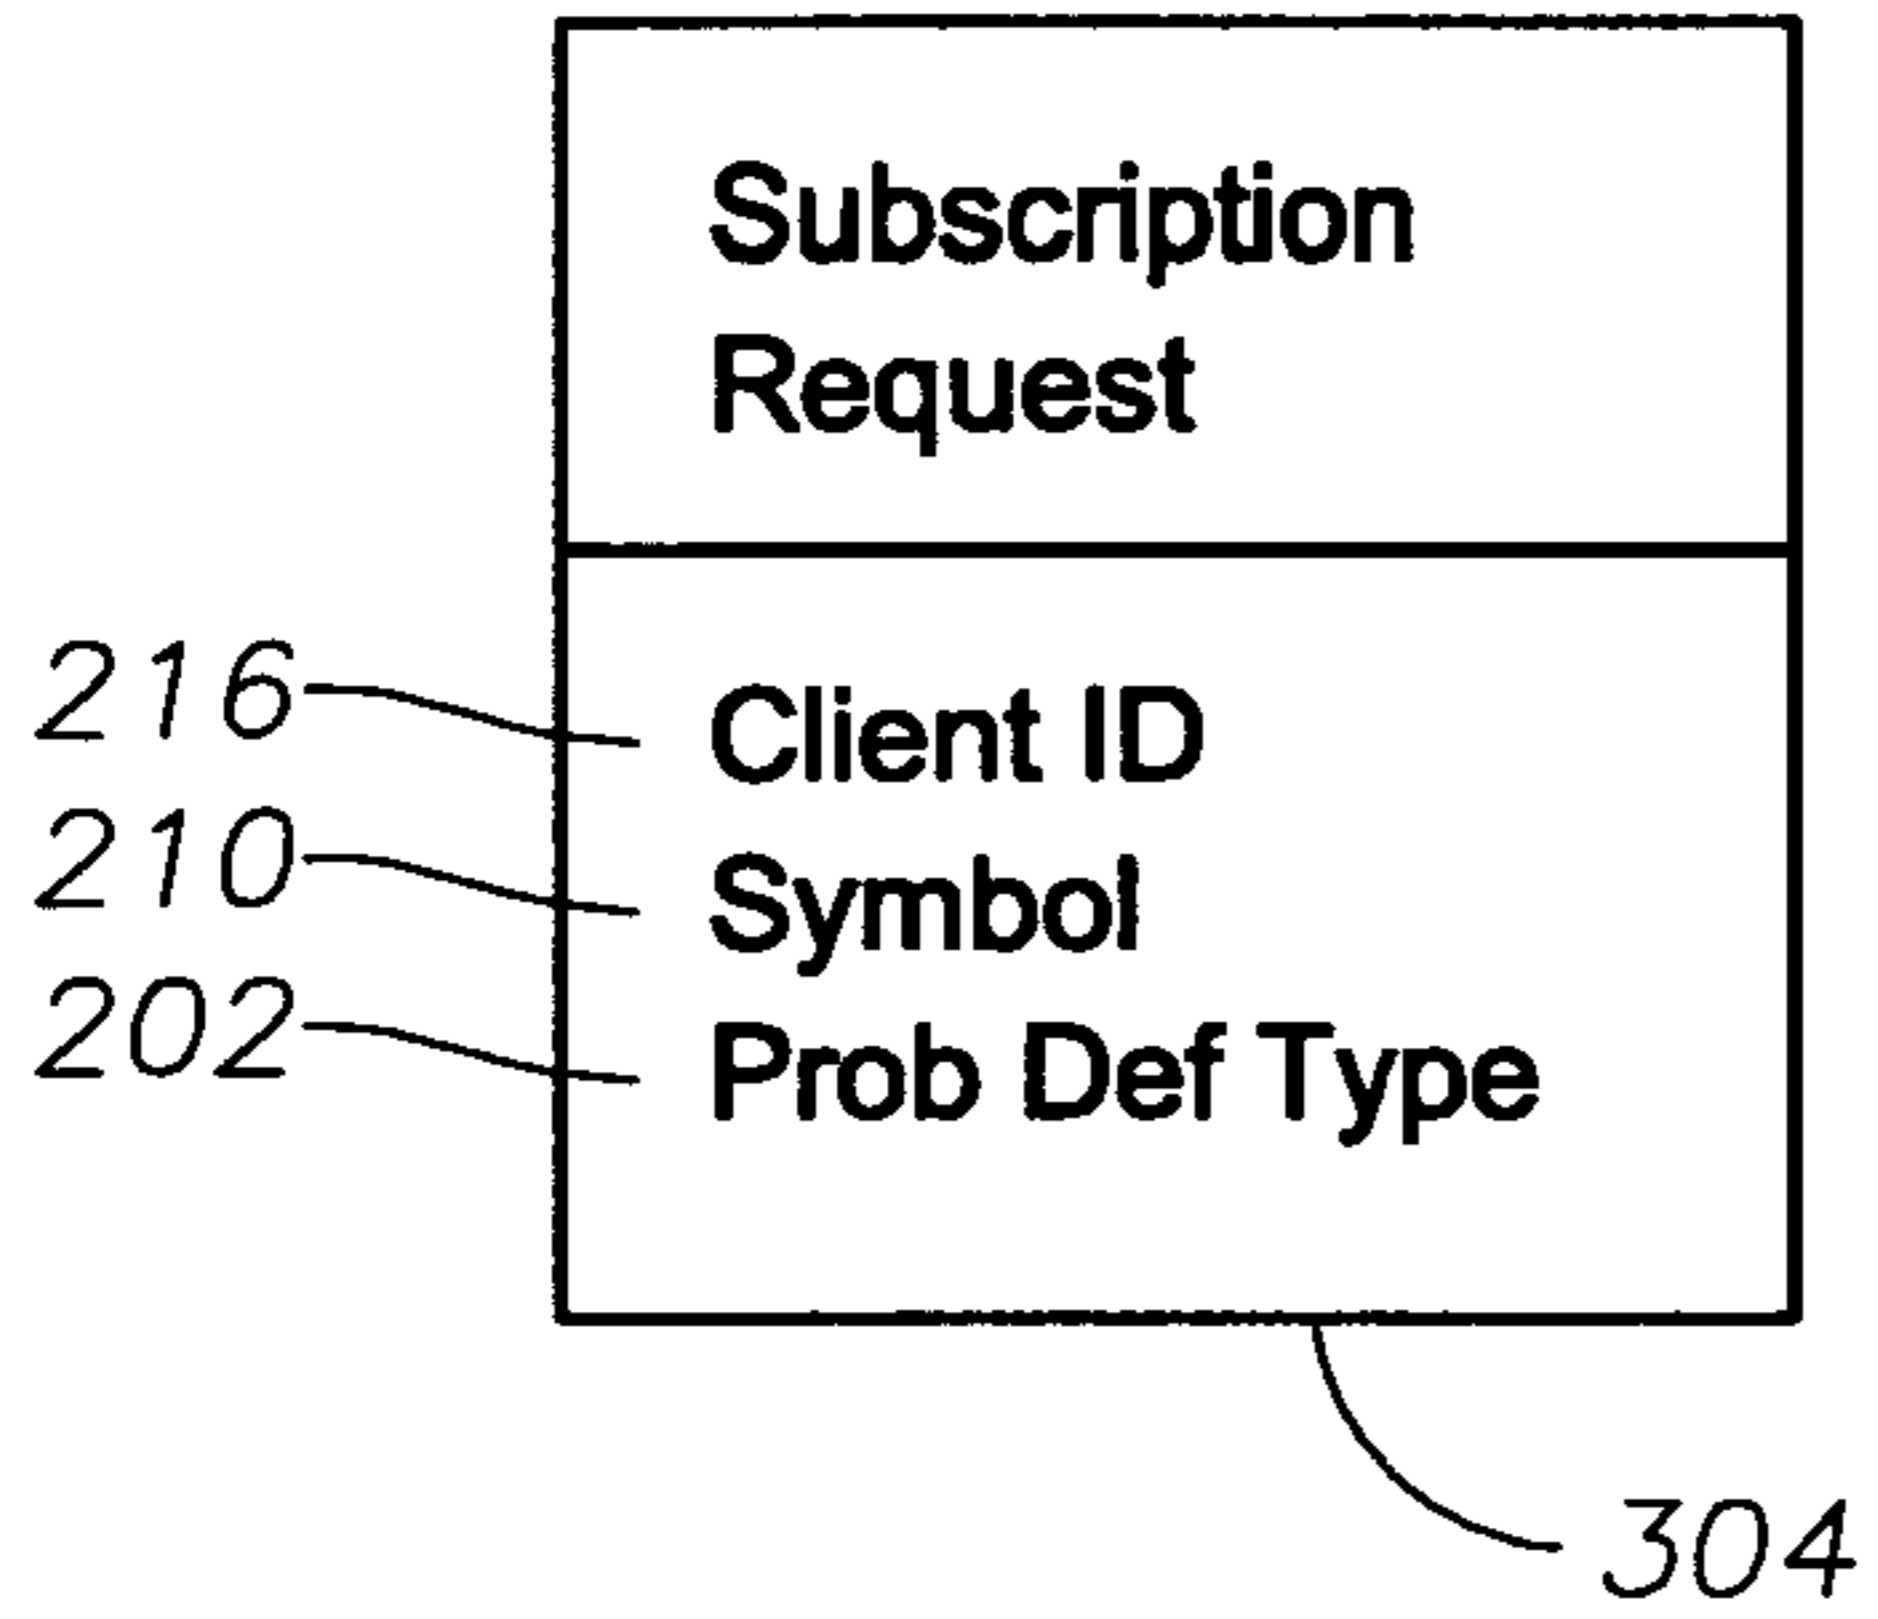 Subscription
Request
216 Client ID
210 Symbol
202 Prob Def Type
304